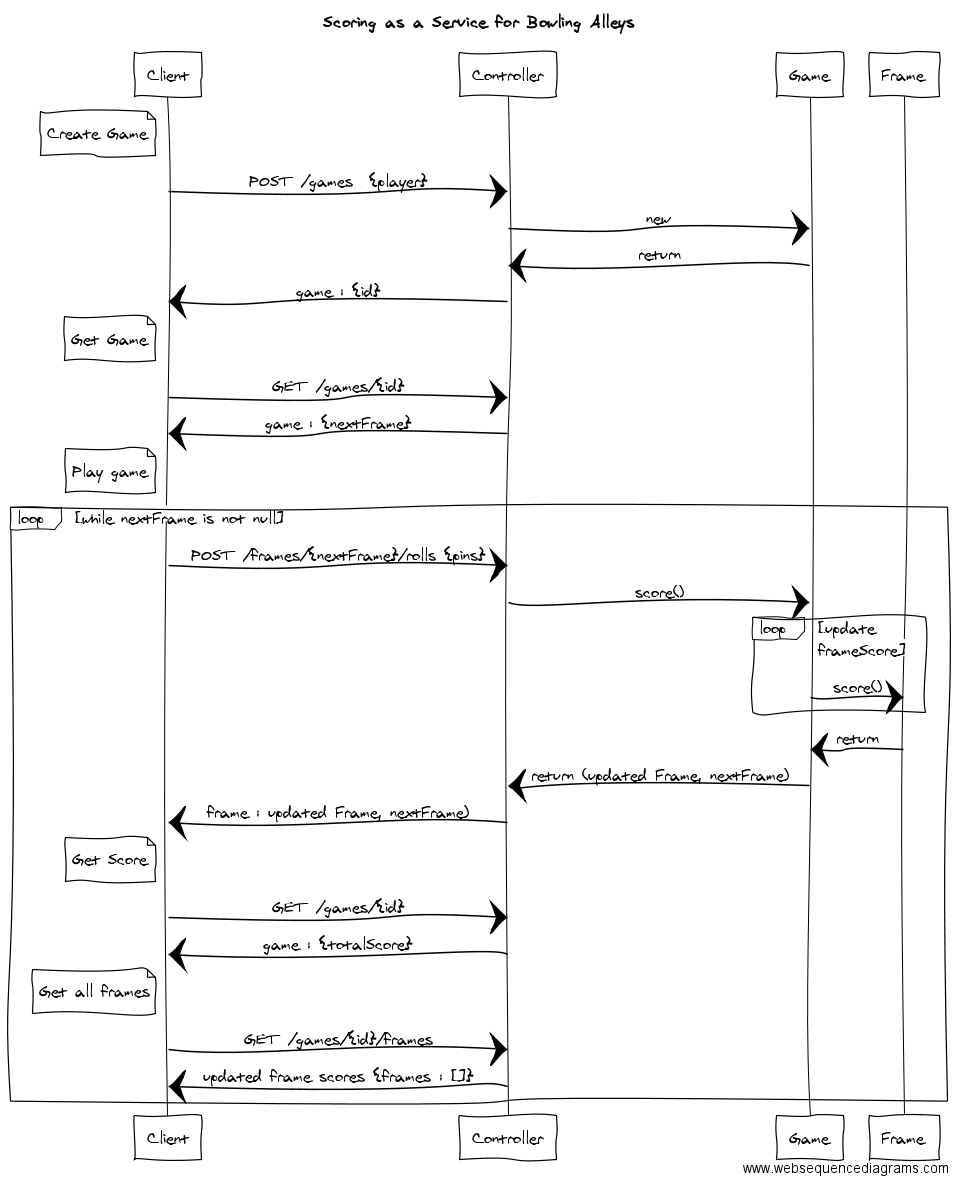 Scoring as a Service for Bowling Alleys
Client
Controller
Game
Frame
Create Game
POST /games {player}
new
return
game : {id}
Get Game
GET /games/{id}
game : {nextFrame}
Play game
loop [while nextFrame is not null]
POST /frames/{nextFrame}/rolls {pins}
score()
loop [update
frameScore]
score()
return
return (updated Frame, nextFrame)
frame : updated Frame, nextFrame)
Get Score
GET /games/{id}
game : {totalScore}
Get all frames
GET /games/{id}/frames
updated frame scores {frames : []}
Client
Controller
Game
Frame
www.websequencediagrams.com